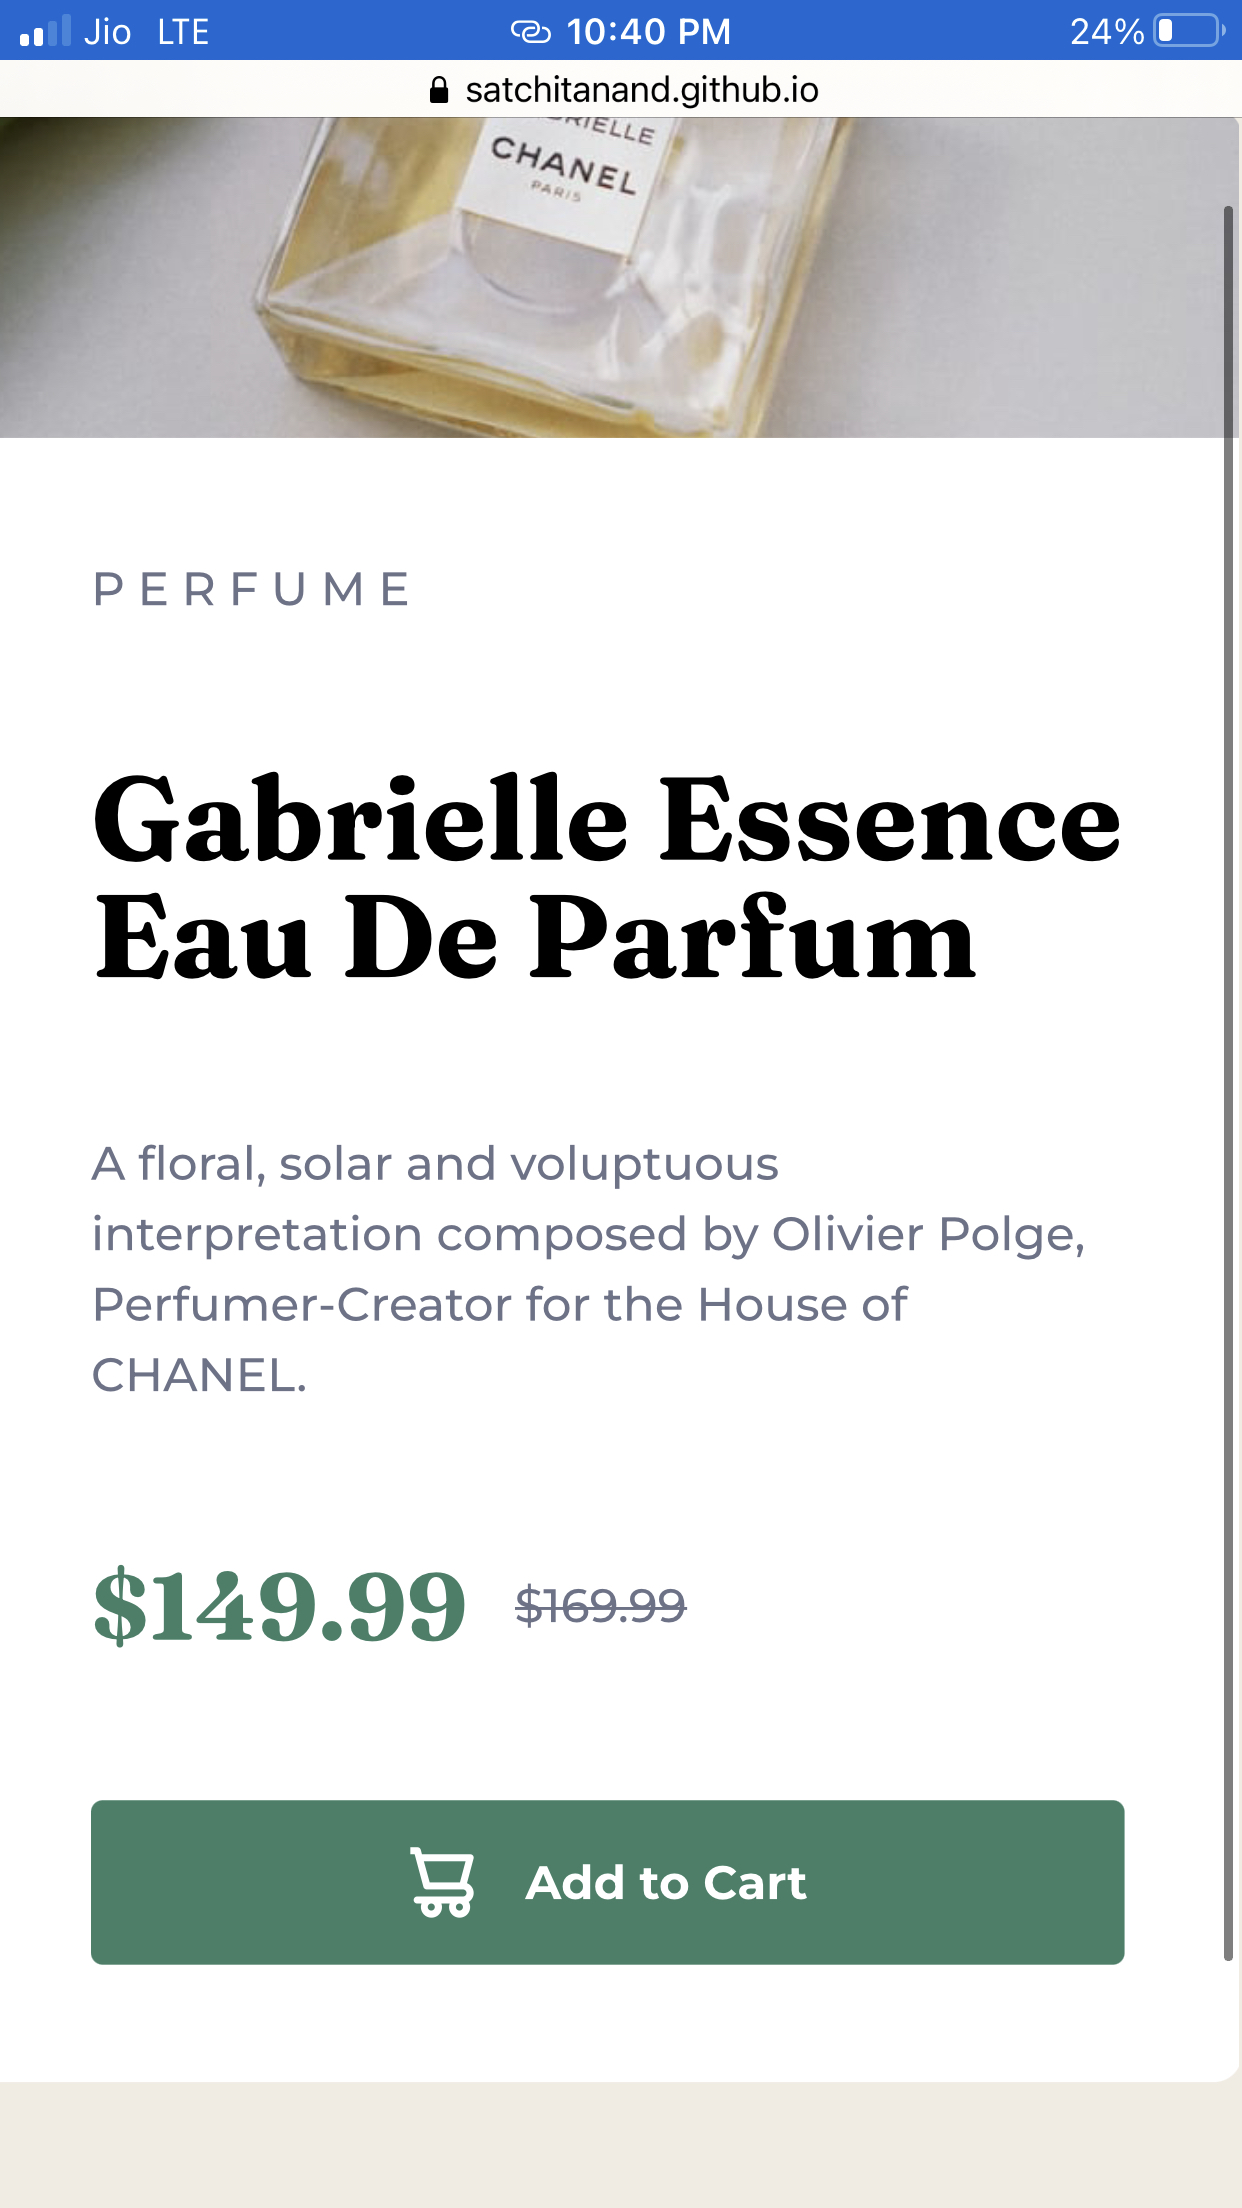 Jio LTE 10:40 PM 24%
satchitanand.github.io
CHANEL
PARIS
PERFUME
Gabrielle Essence
Eau De Parfum
A floral, solar and voluptuous
interpretation composed by Olivier Polge,
Perfumer-Creator for the House of
CHANEL.
$149.99 $169.99
Add to Cart